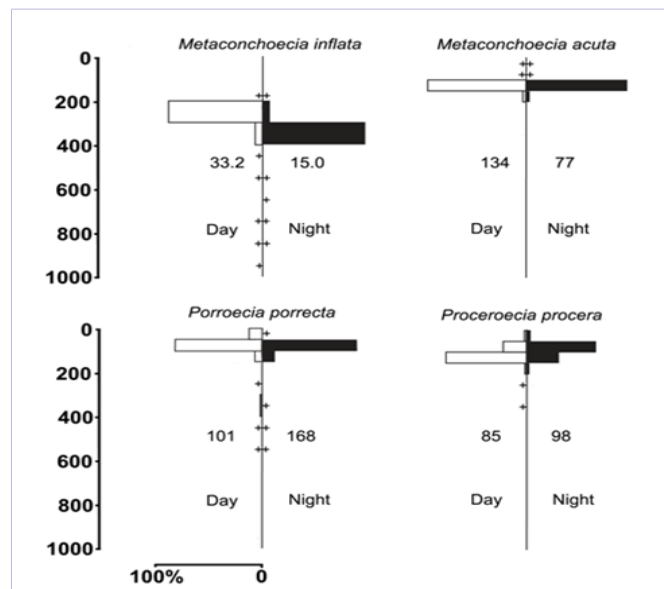 Metaconchoecia inflata
Metaconchoecia acuta
0
200
400
600
800
1000
33.2 15.0
Day Night
134 77
Day Night
Porroecia porrecta
Proceroecia procera
0
200
400
600
800
1000
101 168
Day Night
85 98
Day Night
100% 0